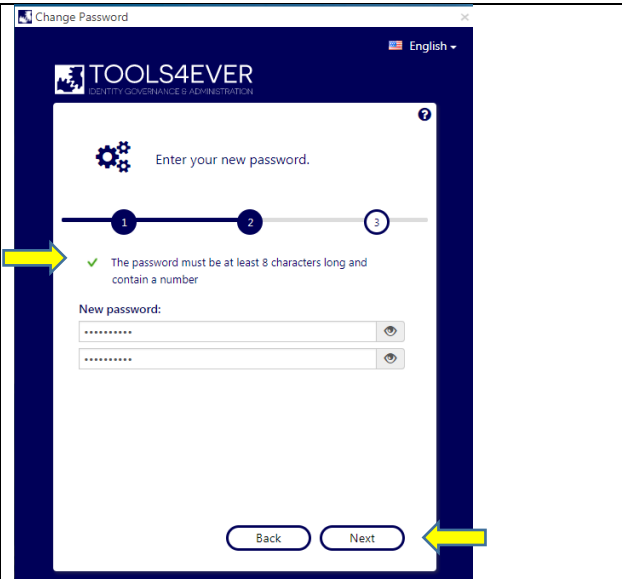 Change Password
English
TOOLS4EVER
IDENTITY GOVERNANCE & ADMINISTRATION
?
Enter your new password.
1 2 3
The password must be at least 8 characters long and
contain a number
New password:
••••••••••
••••••••••
Back Next